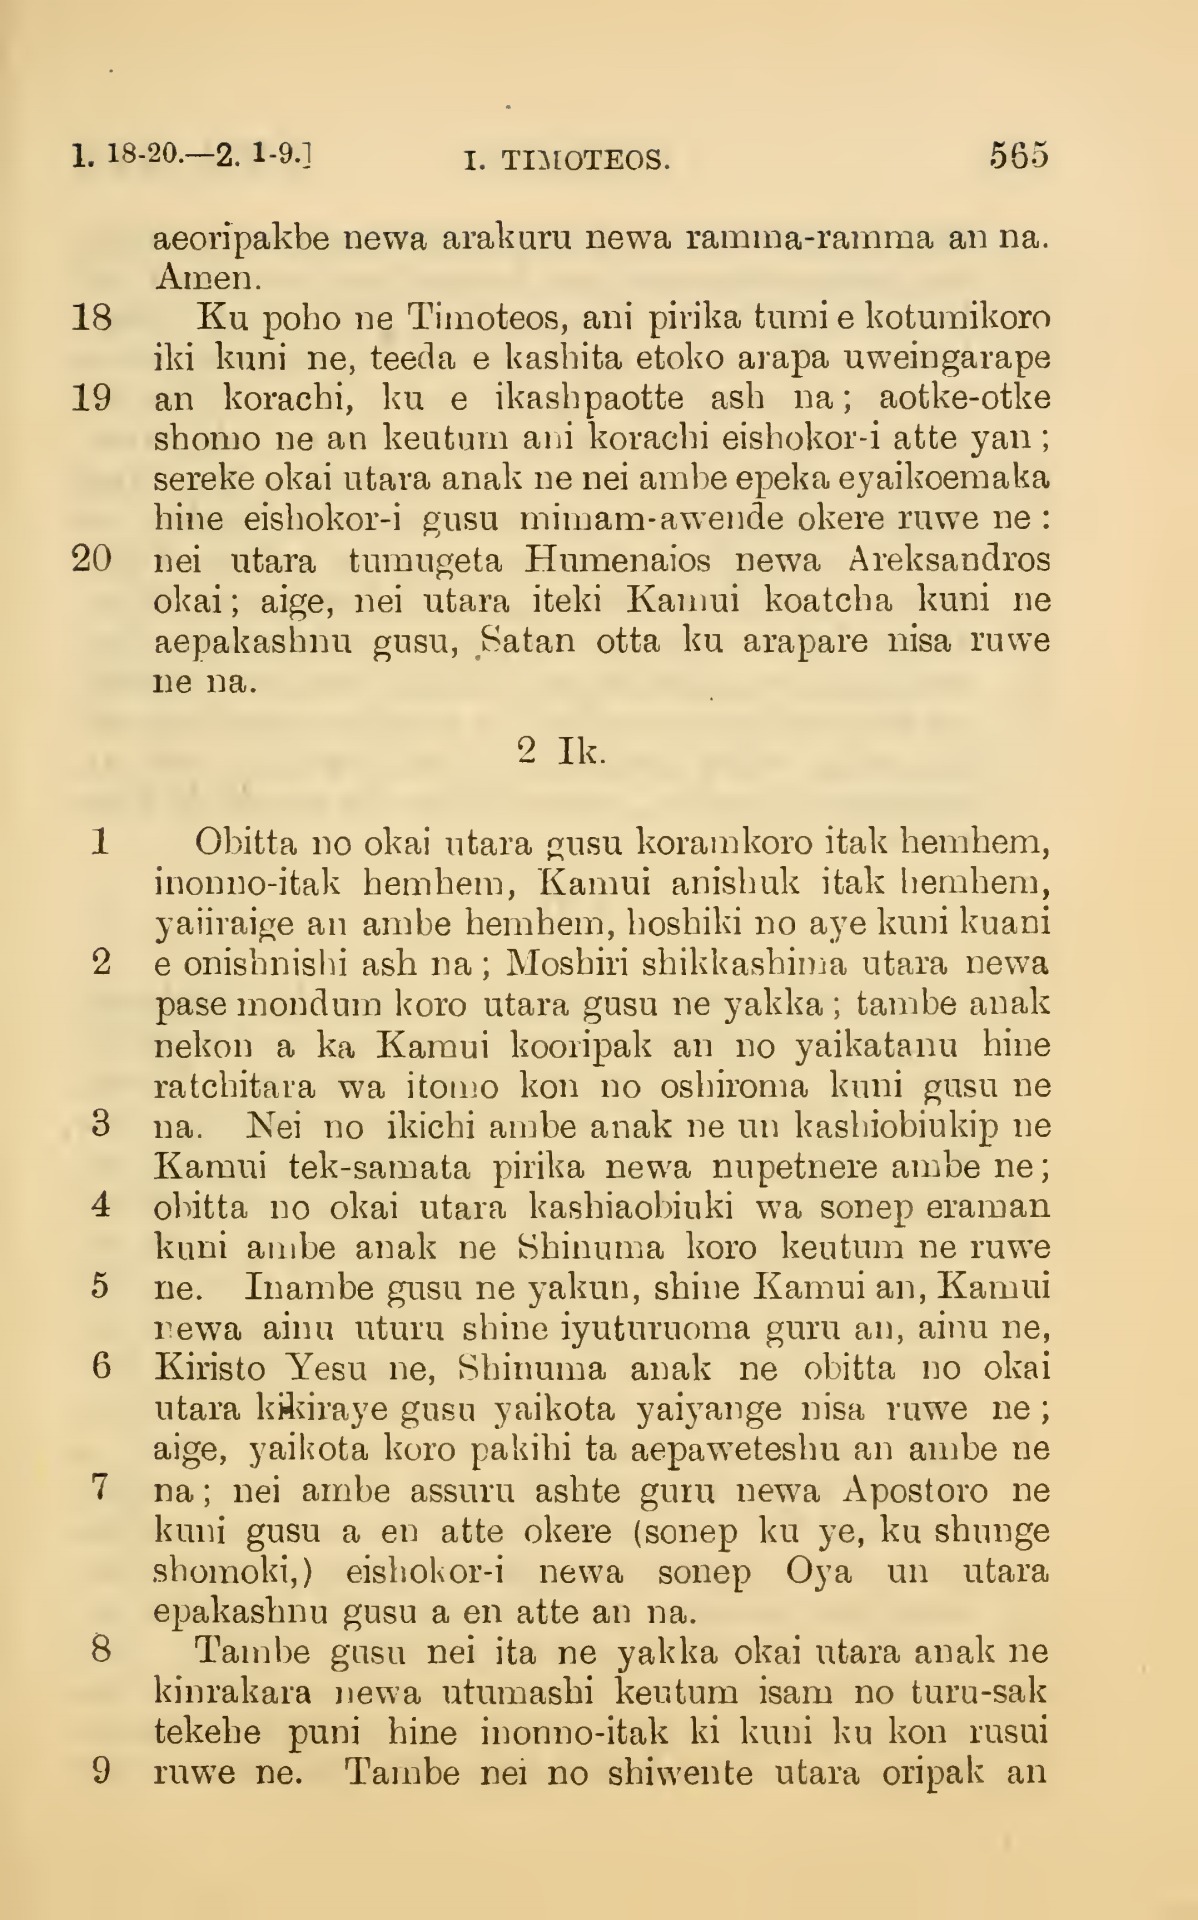 1. 18-20.—2. 1-9.] I. TIMOTEOS. 565
aeoripakbe newa arakuru newa ramma-ramma an na.
Amen.
18 Ku poho ne Timoteos, ani pirika tumi e kotumikoro
iki kuni ne, teeda e kashita etoko arapa uweingarape
19 an korachi, ku e ikashpaotte ash na; aotke-otke
shomo ne an keutum ani korachi eishokor-i atte yan;
sereke okai utara anak ne nei ambe epeka eyaikoemaka
hine eishokor-i gusu mimam-awende okere ruwe ne:
20 nei utara tumugeta Humenaios newa Areksandros
okai; aige, nei utara iteki Kamui koatcha kuni ne
aepakashnu gusu, Satan otta ku arapare nisa ruwe
ne na.
2 Ik.
1 Obitta no okai utara gusu koramkoro itak hemhem,
inonno-itak hemhem, Kamui anishuk itak hemhem,
yaiiraige an ambe hemhem, hoshiki no aye kuni kuani
2 e onishnishi ash na; Moshiri shikkashima utara newa
pase mondum koro utara gusu ne yakka; tambe anak
nekon a ka Kamui kooripak an no yaikatanu hine
ratchitara wa itomo kon no oshiroma kuni gusu ne
3 na. Nei no ikichi ambe anak ne un kashiobiukip ne
Kamui tek-samata pirika newa nupetnere ambe ne;
4 obitta no okai utara kashiaobiuki wa sonep eraman
kuni ambe anak ne Shinuma koro keutum ne ruwe
5 ne. Inambe gusu ne yakun, shine Kamui an, Kamui
newa ainu uturu shine iyuturuoma guru an, ainu ne,
6 Kiristo Yesu ne, Shinuma anak ne obitta no okai
utara kikiraye gusu yaikota yaiyange nisa ruwe ne;
aige, yaikota koro pakihi ta aepaweteshu an ambe ne
7 na; nei ambe assuru ashte guru newa Apostoro ne
kuni gusu a en atte okere (sonep ku ye, ku shunge
shomoki,) eishokor-i newa sonep Oya un utara
epakashnu gusu a en atte an na.
8 Tambe gusu nei ita ne yakka okai utara anak ne
kinrakara newa utumashi keutum isam no turu-sak
tekehe puni hine inonno-itak ki kuni ku kon rusui
9 ruwe ne. Tambe nei no shiwente utara oripak an